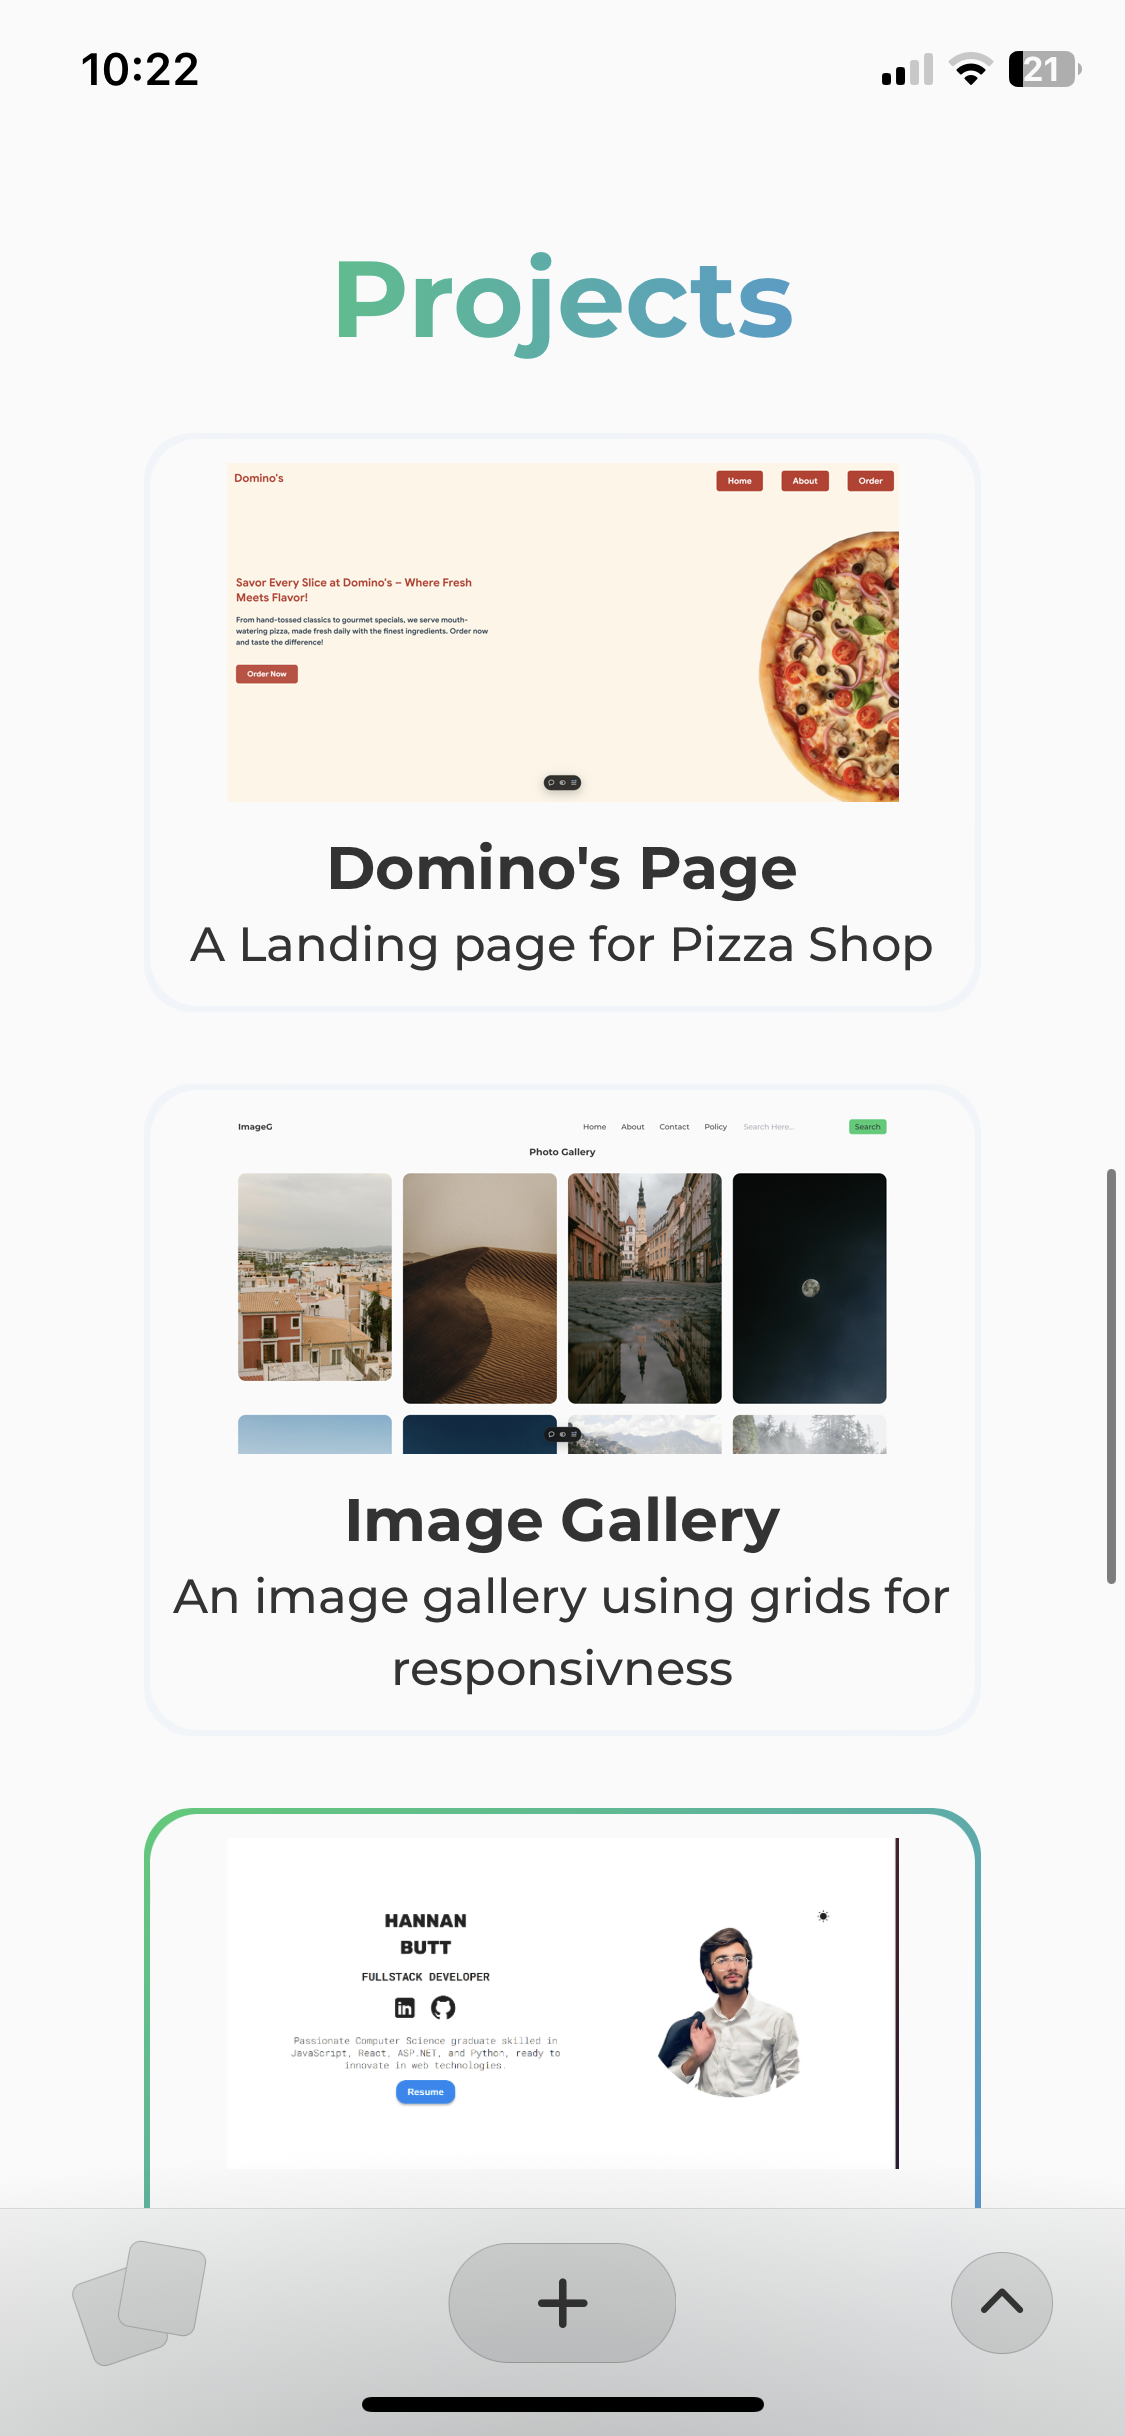 10:22
21
Projects
Domino's
Home
About
Order
Savor Every Slice at Domino's – Where Fresh
Meets Flavor!
From hand-tossed classics to gourmet specials, we serve mouth-
watering pizza, made fresh daily with the finest ingredients. Order now
and taste the difference!
Order Now
Domino's Page
A Landing page for Pizza Shop
ImageG
Home
About
Contact
Policy
Search Here...
Search
Photo Gallery
Image Gallery
An image gallery using grids for
responsivness
HANNAN
BUTT
FULLSTACK DEVELOPER
in
Passionate Computer Science graduate skilled in
JavaScript, React, ASP.NET, and Python, ready to
innovate in web technologies.
Resume